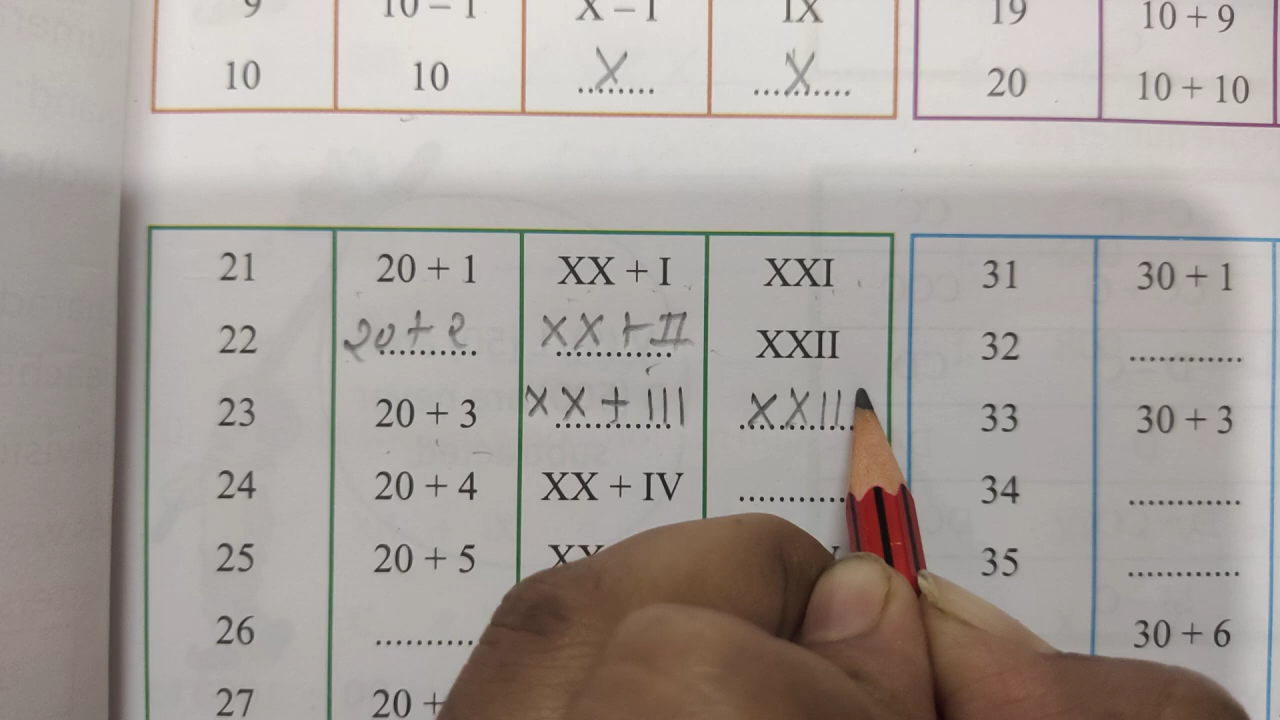 9 10 – 1 X – I IX 19 10 + 9
10 10 X X 20 10 + 10
21 20 + 1 XX + I XXI 31 30 + 1
22 20 + 2 XX + II XXII 32 ............
23 20 + 3 XX + III XXII 33 30 + 3
24 20 + 4 XX + IV ........... 34 ............
25 20 + 5 XX 35 ............
26 ............ 30 + 6
27 20 +